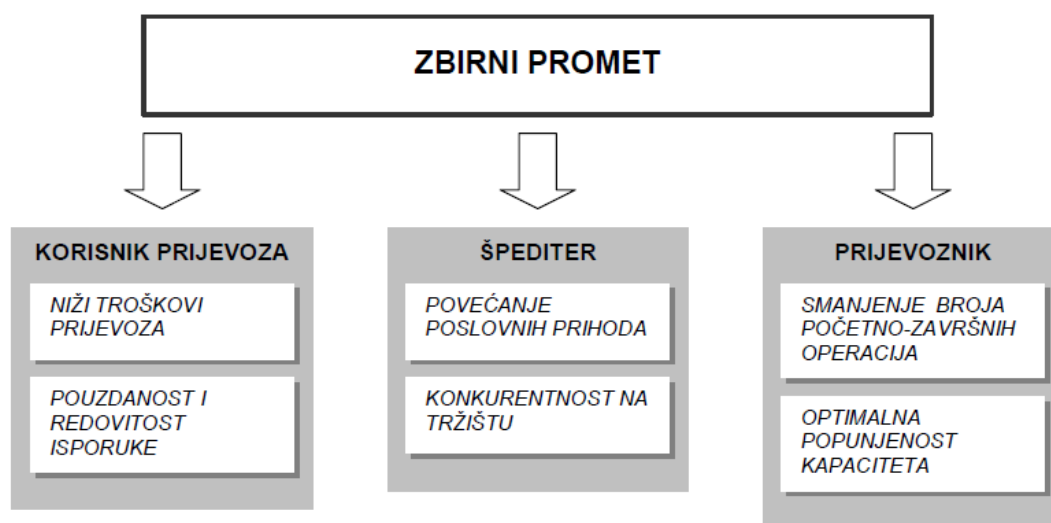 ZBIRNI PROMET
KORISNIK PRIJEVOZA
NIŽI TROŠKOVI
PRIJEVOZA
POUZDANOST I
REDOVITOST
ISPORUKE
ŠPEDITER
POVEĆANJE
POSLOVNIH PRIHODA
KONKURENTNOST NA
TRŽIŠTU
PRIJEVOZNIK
SMANJENJE BROJA
POČETNO-ZAVRŠNIH
OPERACIJA
OPTIMALNA
POPUNJENOST
KAPACITETA